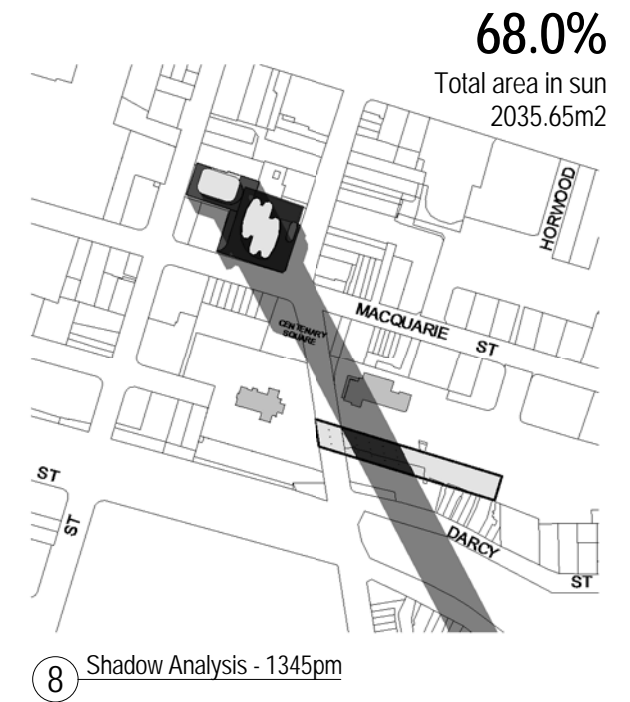 68.0%
Total area in sun
2035.65m2
HORWOOD
MACQUARIE ST
CENTENARY
SQUARE
ST
ST
DARCY
ST
8
Shadow Analysis - 1345pm